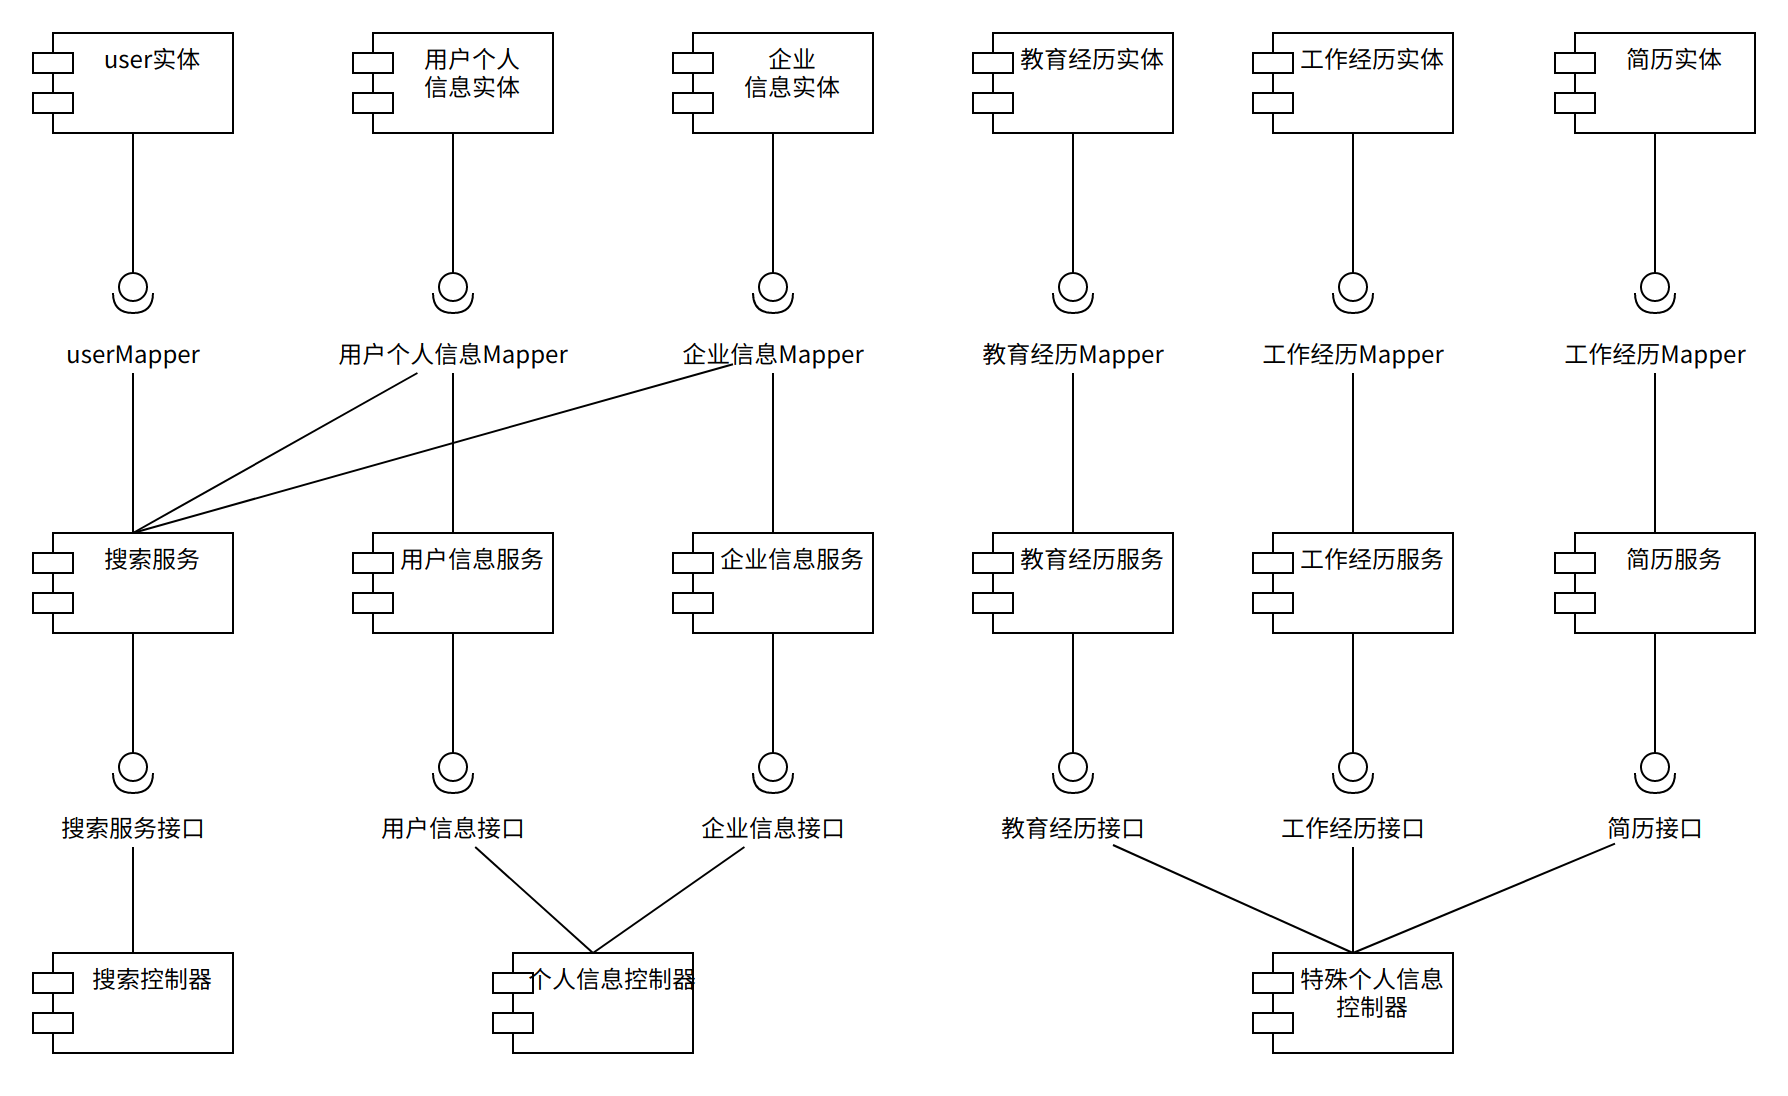 user实体
用户个人
信息实体
企业
信息实体
教育经历实体
工作经历实体
简历实体
userMapper
用户个人信息Mapper
企业信息Mapper
教育经历Mapper
工作经历Mapper
工作经历Mapper
搜索服务
用户信息服务
企业信息服务
教育经历服务
工作经历服务
简历服务
搜索服务接口
用户信息接口
企业信息接口
教育经历接口
工作经历接口
简历接口
搜索控制器
个人信息控制器
特殊个人信息
控制器